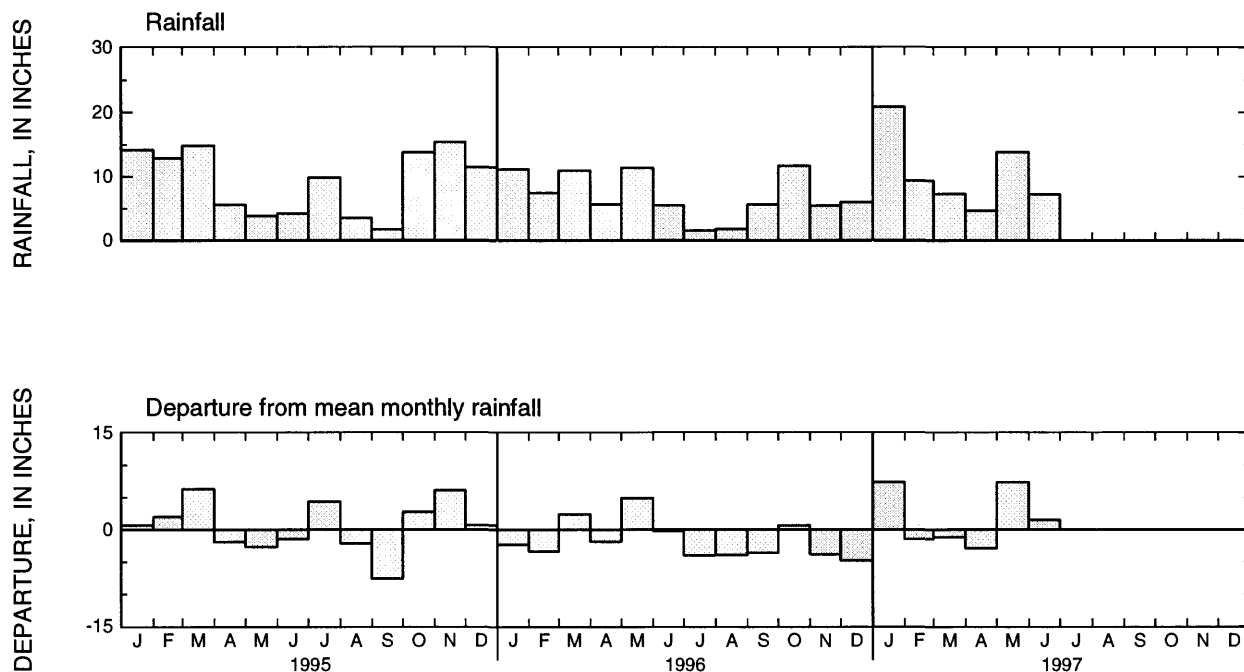 Rainfall
RAINFALL, IN INCHES
30
20
10
0
Departure from mean monthly rainfall
DEPARTURE, IN INCHES
15
0
-15
J F M A M J J A S O N D J F M A M J J A S O N D J F M A M J J A S O N D
1995 1996 1997